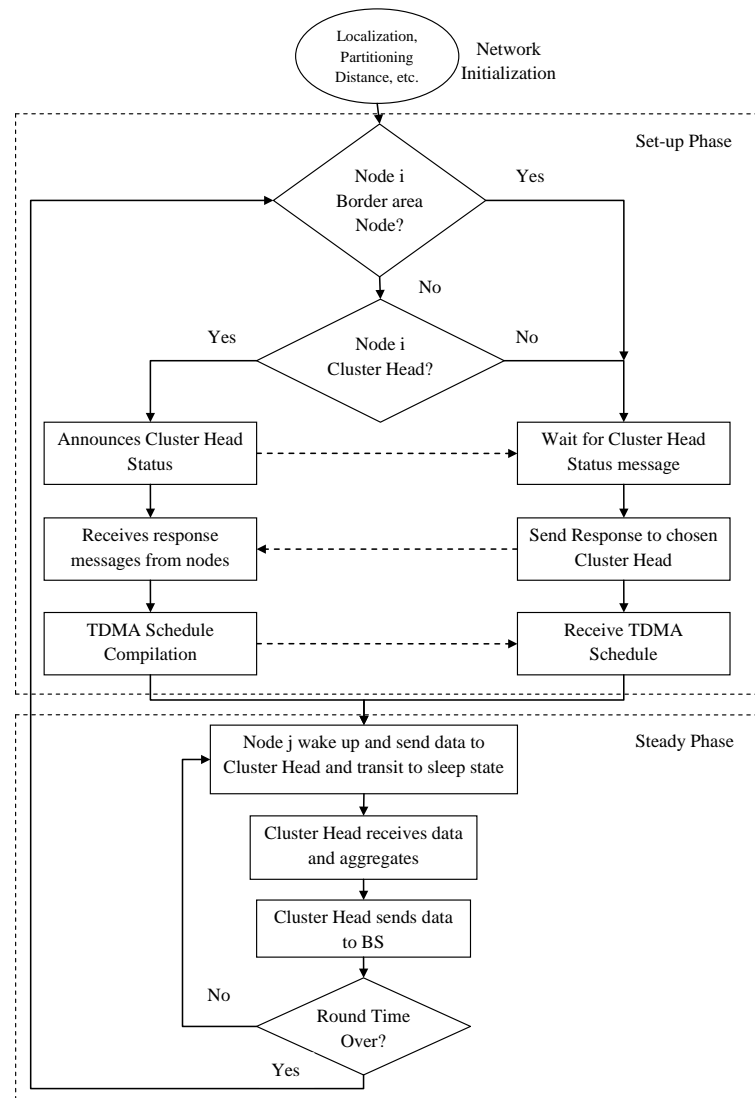 Localization,
Partitioning
Distance, etc.
Network
Initialization
Set-up Phase
Node i
Border area
Node?
Yes
No
Yes
Node i
Cluster Head?
No
Announces Cluster Head
Status
Wait for Cluster Head
Status message
Receives response
messages from nodes
Send Response to chosen
Cluster Head
TDMA Schedule
Compilation
Receive TDMA
Schedule
Steady Phase
Node j wake up and send data to
Cluster Head and transit to sleep state
Cluster Head receives data
and aggregates
Cluster Head sends data
to BS
No
Round Time
Over?
Yes